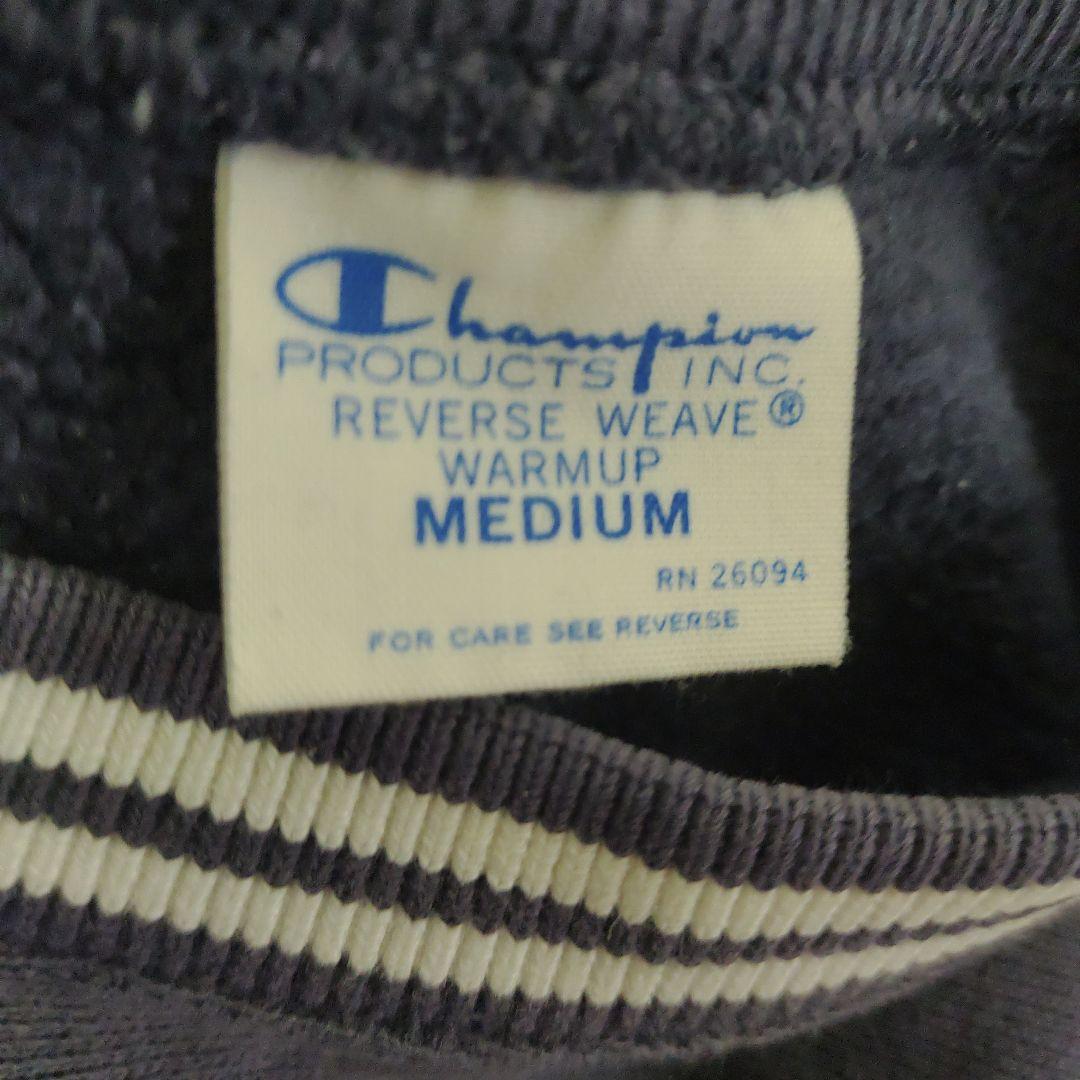 Champion
PRODUCTS INC.
REVERSE WEAVE®
WARMUP
MEDIUM
RN 26094
FOR CARE SEE REVERSE